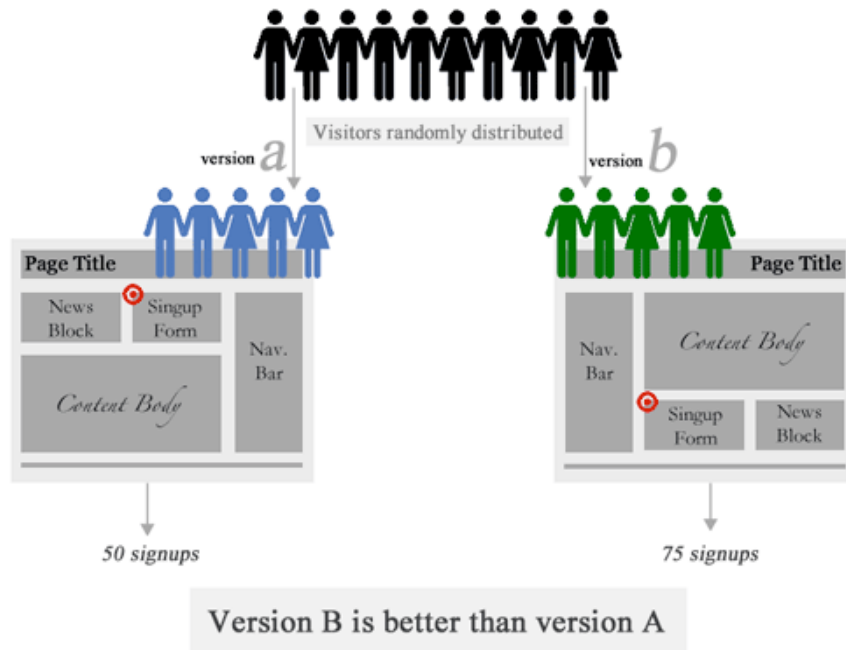 Visitors randomly distributed
version a
version b
Page Title
News
Block
Singup
Form
Nav.
Bar
Content Body
Page Title
Nav.
Bar
Content Body
Singup
Form
News
Block
50 signups
75 signups
Version B is better than version A